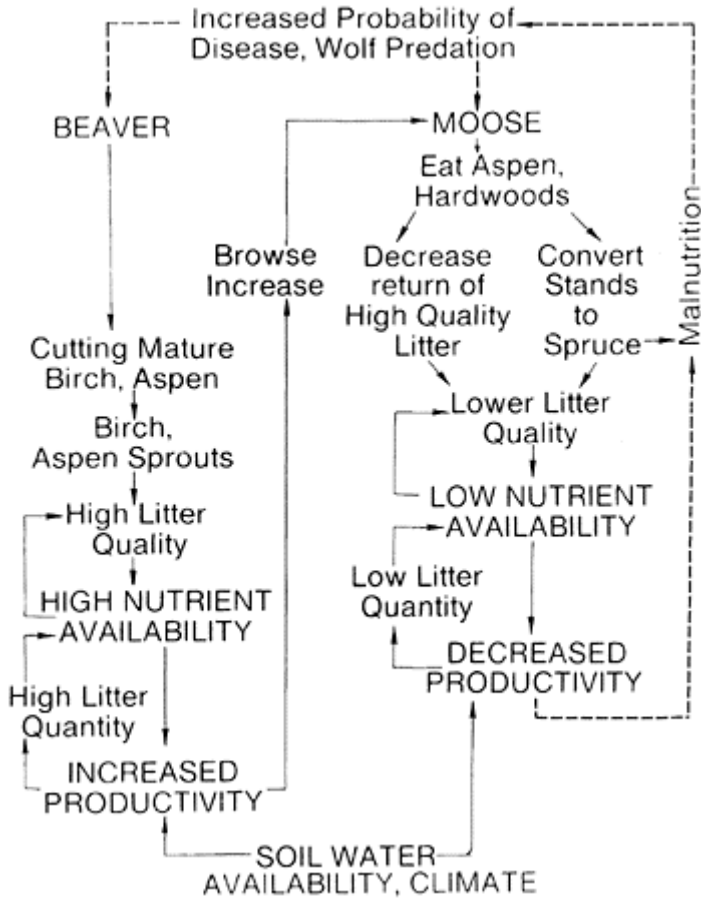 Increased Probability of
Disease, Wolf Predation
BEAVER
MOOSE
Eat Aspen,
Hardwoods
Browse
Increase
Decrease
return of
High Quality
Litter
Convert
Stands
to
Spruce
Malnutrition
Cutting Mature
Birch, Aspen
Birch,
Aspen Sprouts
High Litter
Quality
HIGH NUTRIENT
AVAILABILITY
High Litter
Quantity
INCREASED
PRODUCTIVITY
Lower Litter
Quality
LOW NUTRIENT
AVAILABILITY
Low Litter
Quantity
DECREASED
PRODUCTIVITY
SOIL WATER
AVAILABILITY, CLIMATE